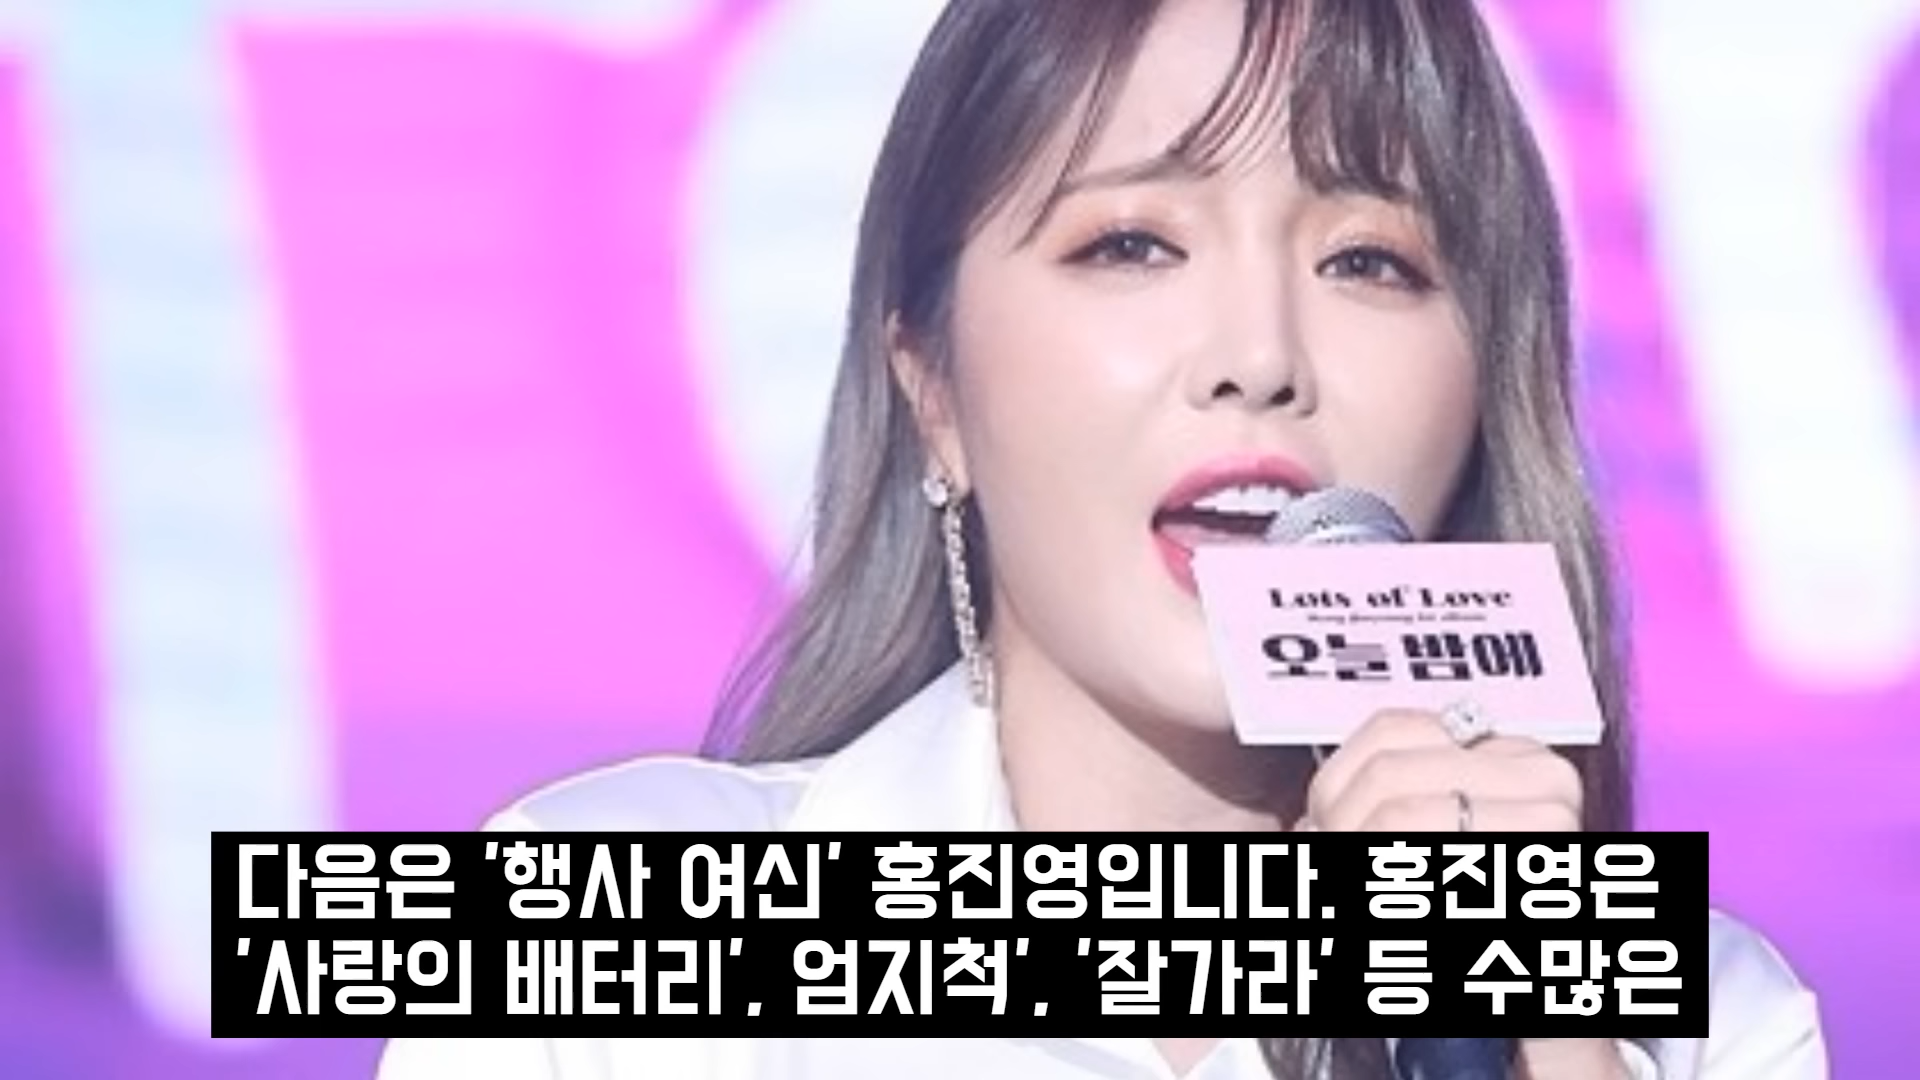 Lots of Love
오늘 밤에
다음은 '행사 여신' 홍진영입니다. 홍진영은
'사랑의 배터리', 엄지척', '잘가라' 등 수많은